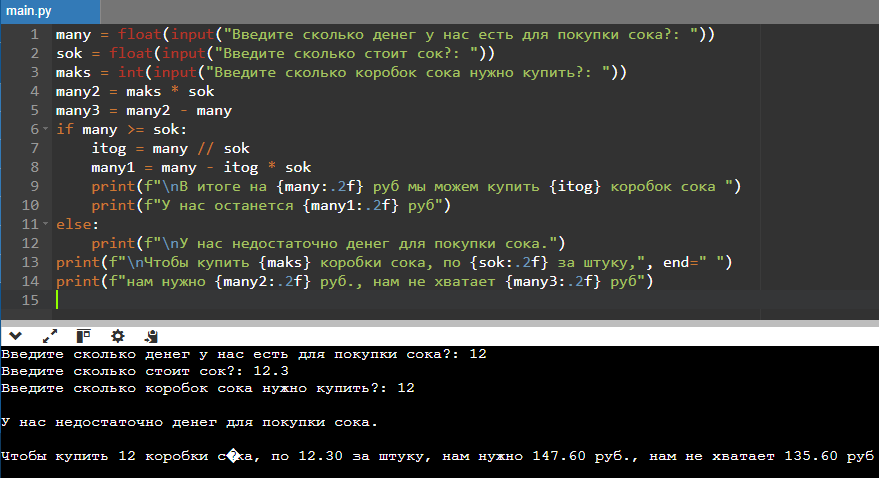 main.py
1 many = float(input("Введите сколько денег у нас есть для покупки сока?: "))
2 sok = float(input("Введите сколько стоит сок?: "))
3 maks = int(input("Введите сколько коробок сока нужно купить?: "))
4 many2 = maks * sok
5 many3 = many2 - many
6 if many >= sok:
7     itog = many // sok
8     many1 = many - itog * sok
9     print(f"\nВ итоге на {many:.2f} руб мы можем купить {itog} коробок сока ")
10     print(f"У нас останется {many1:.2f} руб")
11 else:
12     print(f"\nУ нас недостаточно денег для покупки сока.")
13 print(f"\nЧтобы купить {maks} коробки сока, по {sok:.2f} за штуку,", end=" ")
14 print(f"нам нужно {many2:.2f} руб., нам не хватает {many3:.2f} руб")
15
Введите сколько денег у нас есть для покупки сока?: 12
Введите сколько стоит сок?: 12.3
Введите сколько коробок сока нужно купить?: 12
У нас недостаточно денег для покупки сока.
Чтобы купить 12 коробки с�ка, по 12.30 за штуку, нам нужно 147.60 руб., нам не хватает 135.60 руб